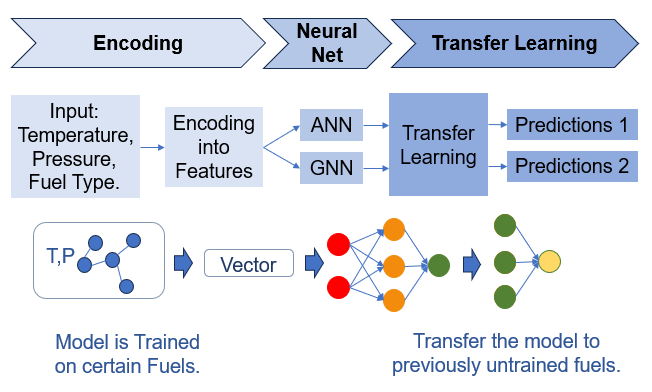 Encoding
Neural
Net
Transfer Learning
Input:
Temperature,
Pressure,
Fuel Type.
Encoding
into
Features
ANN
GNN
Transfer
Learning
Predictions 1
Predictions 2
T,P
Vector
Model is Trained
on certain Fuels.
Transfer the model to
previously untrained fuels.